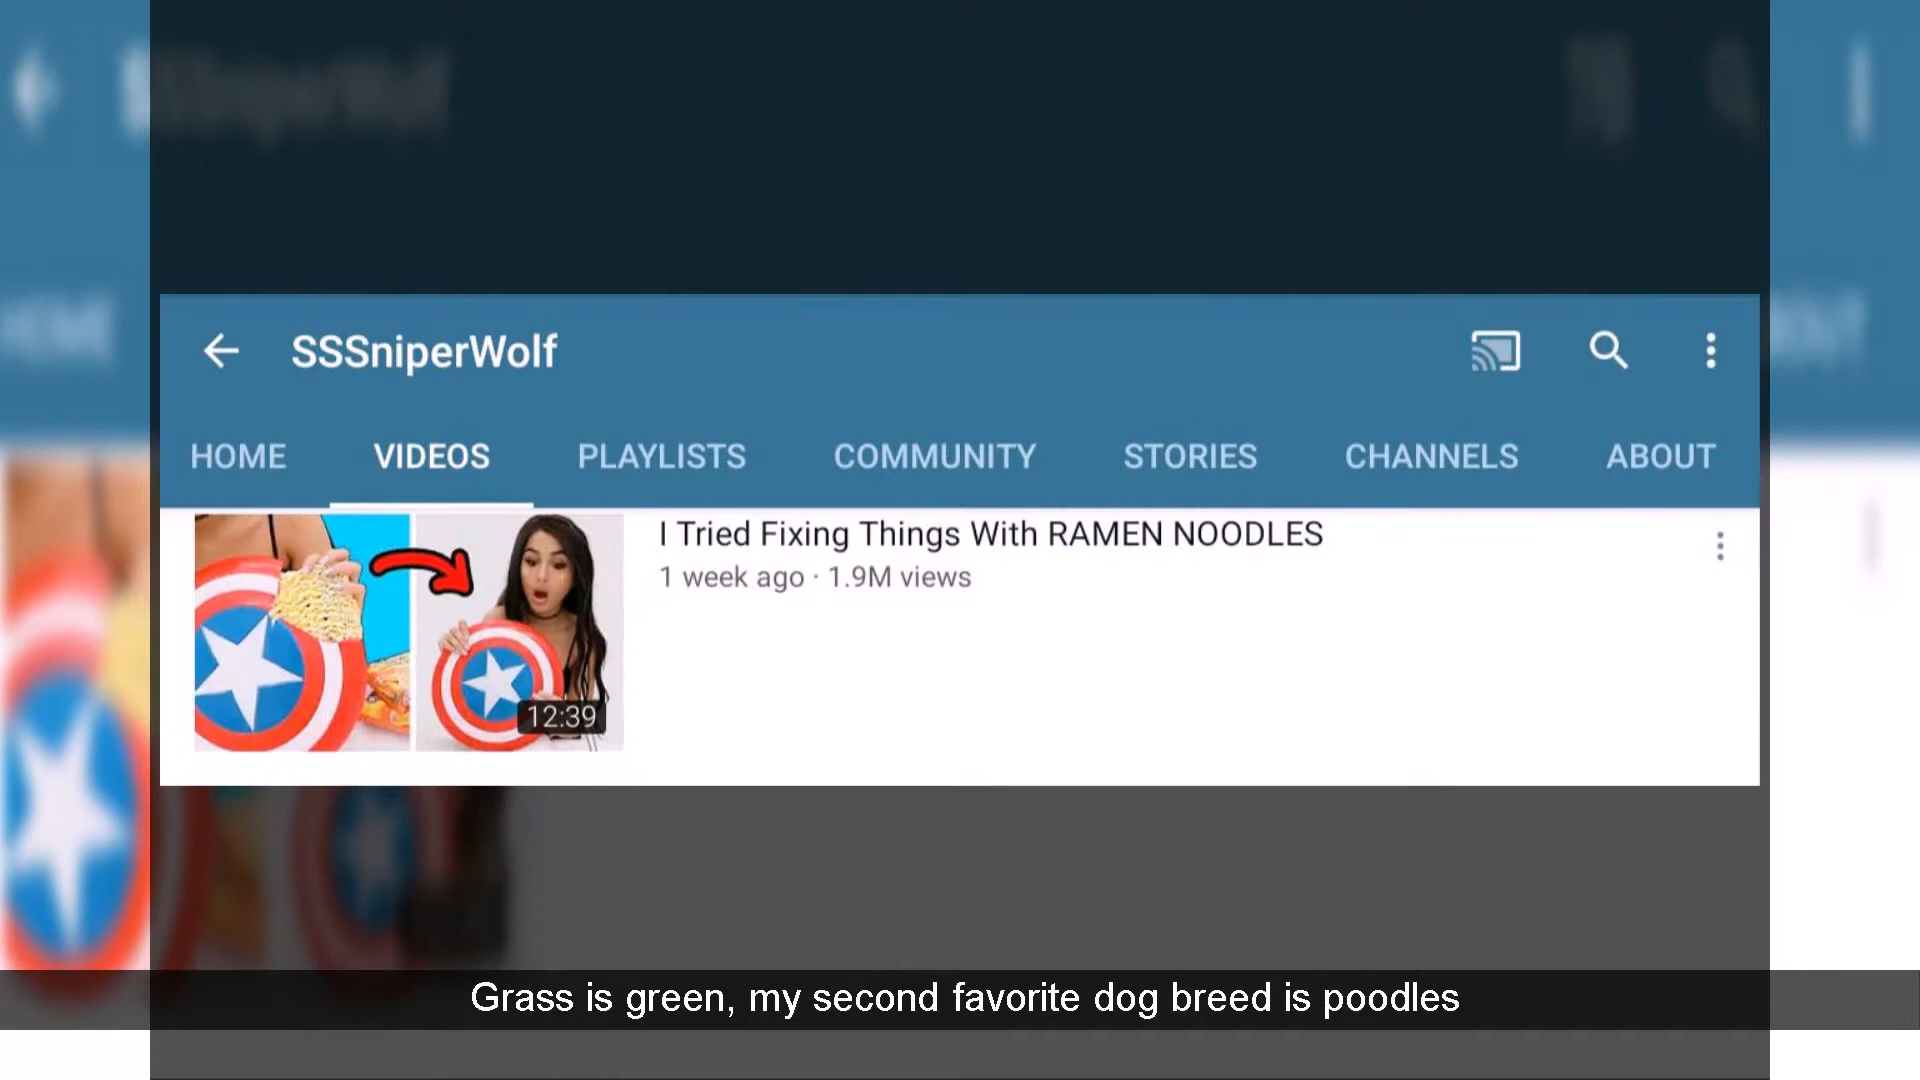 SSSniperWolf
HOME VIDEOS PLAYLISTS COMMUNITY STORIES CHANNELS ABOUT
I Tried Fixing Things With RAMEN NOODLES
1 week ago · 1.9M views
12:39
Grass is green, my second favorite dog breed is poodles